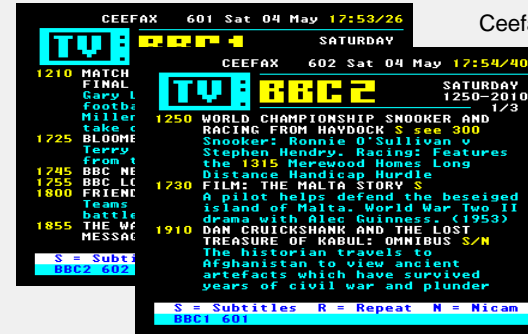 CEEFAX 601 Sat 04 May 17:53/26
TV SATURDAY
1210 MATCH
FINAL
Gary L
footba
Miller
take
1725 BLOOME
Terry
from t
1745 BBC NE
1755 BBC LO
1800 FRIEN
Teams
battle
1855 THE WA
MESSAG
S = Subti
BBC2 602
Ceefa
CEEFAX 602 Sat 04 May 17:54/40
TV BBC2 SATURDAY
1250-2010
1/3
1250 WORLD CHAMPIONSHIP SNOOKER AND
RACING FROM HAYDOCK S see 300
Snooker: Ronnie O'Sullivan v
Stephen Hendry. Racing: Features
the 1315 Merewood Homes Long
Distance Handicap Hurdle
1730 FILM: THE MALTA STORY S
A pilot helps defend the beseiged
island of Malta. World War Two II
drama with Alec Guinness. (1953)
1910 DAN CRUICKSHANK AND THE LOST
TREASURE OF KABUL: OMNIBUS S/N
The historian travels to
Afghanistan to view ancient
artefacts which have survived
years of civil war and plunder
S = Subtitles R = Repeat N = Nicam
BBC1 601